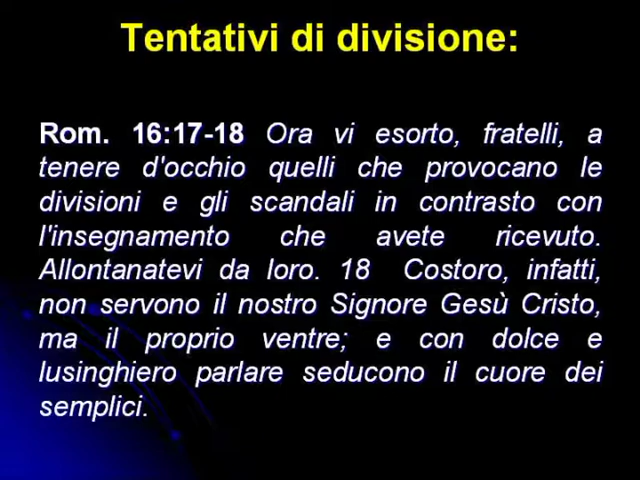 Tentativi di divisione:
Rom. 16:17-18 Ora vi esorto, fratelli, a
tenere d'occhio quelli che provocano le
divisioni e gli scandali in contrasto con
l'insegnamento che avete ricevuto.
Allontanatevi da loro. 18 Costoro, infatti,
non servono il nostro Signore Gesù Cristo,
ma il proprio ventre; e con dolce e
lusinghiero parlare seducono il cuore dei
semplici.